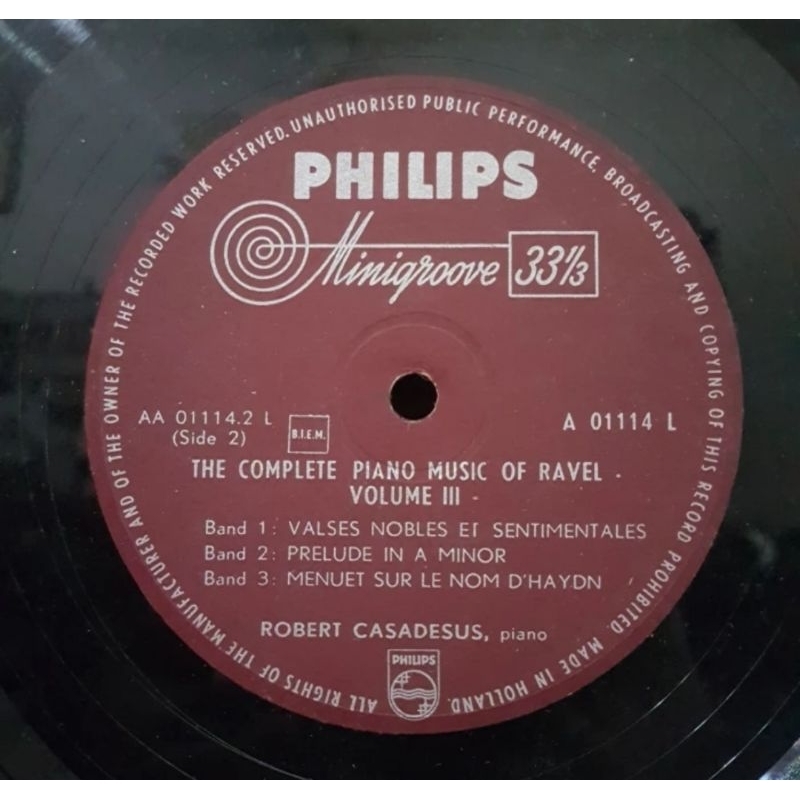 ALL RIGHTS OF THE MANUFACTURER AND OF THE OWNER OF THE RECORDED WORK RESERVED. UNAUTHORISED PUBLIC PERFORMANCE, BROADCASTING AND COPYING OF THIS RECORD PROHIBITED. MADE IN HOLLAND.
PHILIPS
Minigroove 33⅓
AA 01114.2 L
(Side 2)
B.I.E.M.
A 01114 L
THE COMPLETE PIANO MUSIC OF RAVEL -
VOLUME III -
Band 1: VALSES NOBLES ET SENTIMENTALES
Band 2: PRELUDE IN A MINOR
Band 3: MENUET SUR LE NOM D'HAYDN
ROBERT CASADESUS, piano
PHILIPS